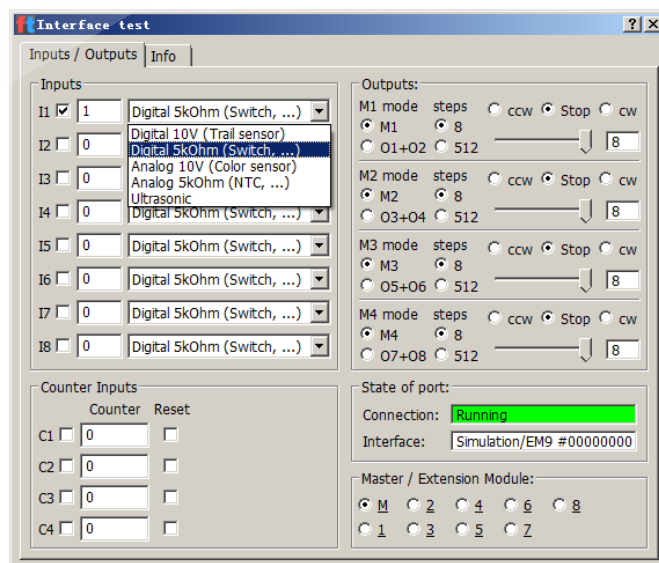 ft Interface test
Inputs / Outputs Info
Inputs
I1 1 Digital 5kOhm (Switch, ...)
Digital 10V (Trail sensor)
Digital 5kOhm (Switch, ...)
Analog 10V (Color sensor)
Analog 5kOhm (NTC, ...)
Ultrasonic
I2 0
I3 0
I4 0 Digital 5kOhm (Switch, ...)
I5 0 Digital 5kOhm (Switch, ...)
I6 0 Digital 5kOhm (Switch, ...)
I7 0 Digital 5kOhm (Switch, ...)
I8 0 Digital 5kOhm (Switch, ...)
Outputs:
M1 mode steps ccw Stop cw
M1 8
O1+O2 512 8
M2 mode steps ccw Stop cw
M2 8
O3+O4 512 8
M3 mode steps ccw Stop cw
M3 8
O5+O6 512 8
M4 mode steps ccw Stop cw
M4 8
O7+O8 512 8
Counter Inputs
Counter Reset
C1 0
C2 0
C3 0
C4 0
State of port:
Connection: Running
Interface: Simulation/EM9 #00000000
Master / Extension Module:
M 2 4 6 8
1 3 5 7